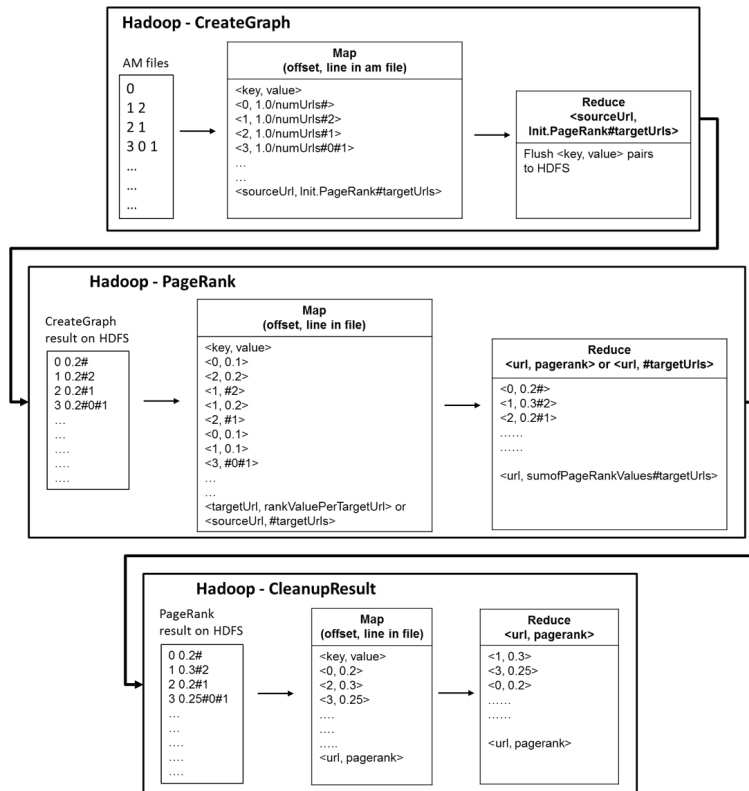 Hadoop - CreateGraph
AM files
0
1 2
2 1
3 0 1
...
...
...
Map
(offset, line in am file)
<key, value>
<0, 1.0/numUrls#>
<1, 1.0/numUrls#2>
<2, 1.0/numUrls#1>
<3, 1.0/numUrls#0#1>
...
...
<sourceUrl, Init.PageRank#targetUrls>
Reduce
<sourceUrl,
Init.PageRank#targetUrls>
Flush <key, value> pairs
to HDFS
Hadoop - PageRank
CreateGraph
result on HDFS
0 0.2#
1 0.2#2
2 0.2#1
3 0.2#0#1
...
...
....
....
....
Map
(offset, line in file)
<key, value>
<0, 0.1>
<2, 0.2>
<1, #2>
<1, 0.2>
<2, #1>
<0, 0.1>
<1, 0.1>
<3, #0#1>
...
...
<targetUrl, rankValuePerTargetUrl> or
<sourceUrl, #targetUrls>
Reduce
<url, pagerank> or <url, #targetUrls>
<0, 0.2#>
<1, 0.3#2>
<2, 0.2#1>
......
......
<url, sumofPageRankValues#targetUrls>
Hadoop - CleanupResult
PageRank
result on HDFS
0 0.2#
1 0.3#2
2 0.2#1
3 0.25#0#1
...
...
....
....
....
Map
(offset, line in file)
<key, value>
<0, 0.2>
<2, 0.3>
<3, 0.25>
....
....
.....
<url, pagerank>
Reduce
<url, pagerank>
<1, 0.3>
<3, 0.25>
<0, 0.2>
......
......
<url, pagerank>